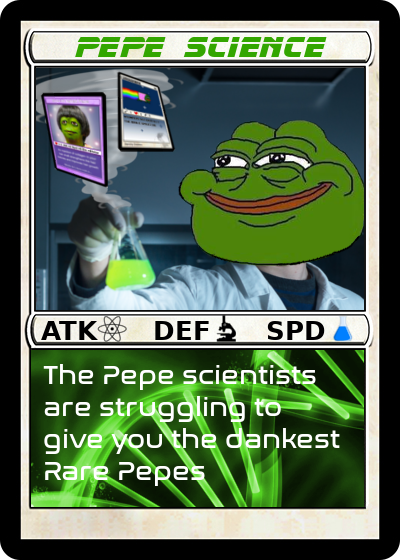 PEPE SCIENCE
ATK DEF SPD
The Pepe scientists
are struggling to
give you the dankest
Rare Pepes